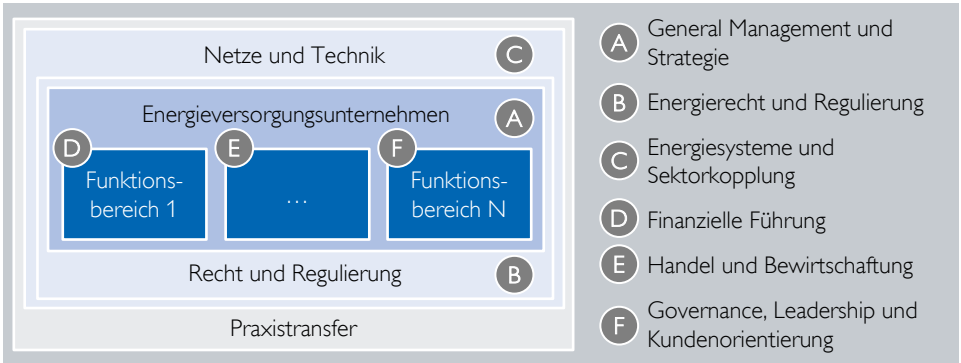 Netze und Technik
C
Energieversorgungsunternehmen
A
D
E
F
Funktions-
bereich 1
...
Funktions-
bereich N
Recht und Regulierung
B
Praxistransfer
A
General Management und
Strategie
B
Energierecht und Regulierung
C
Energiesysteme und
Sektorkopplung
D
Finanzielle Führung
E
Handel und Bewirtschaftung
F
Governance, Leadership und
Kundenorientierung